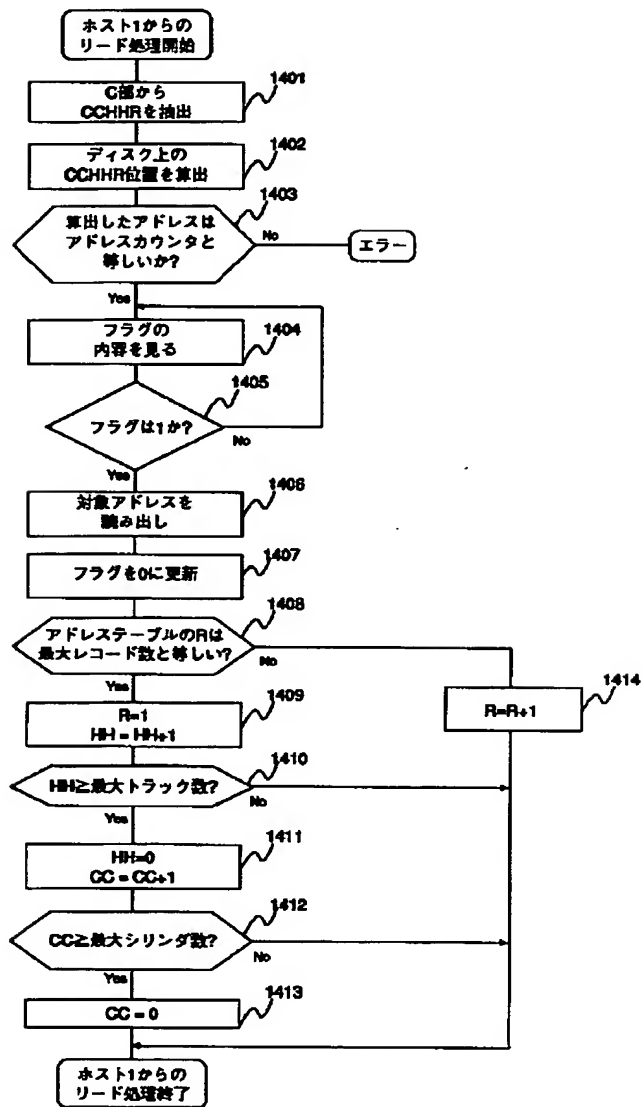 ホスト1からの
リード処理開始
1401
C部から
CCHHRを抽出
1402
ディスク上の
CCHHR位置を算出
1403
算出したアドレスは
アドレスカウンタと
等しいか?
No
エラー
Yes
1404
フラグの
内容を見る
1405
フラグは1か?
No
Yes
1406
対象アドレスを
読み出し
1407
フラグを0に更新
1408
アドレステーブルのRは
最大レコード数と等しい?
No
Yes
1409
R=1
HH = HH+1
1414
R=R+1
1410
HH≧最大トラック数?
No
Yes
1411
HH=0
CC = CC+1
1412
CC≧最大シリンダ数?
No
Yes
1413
CC = 0
ホスト1からの
リード処理終了